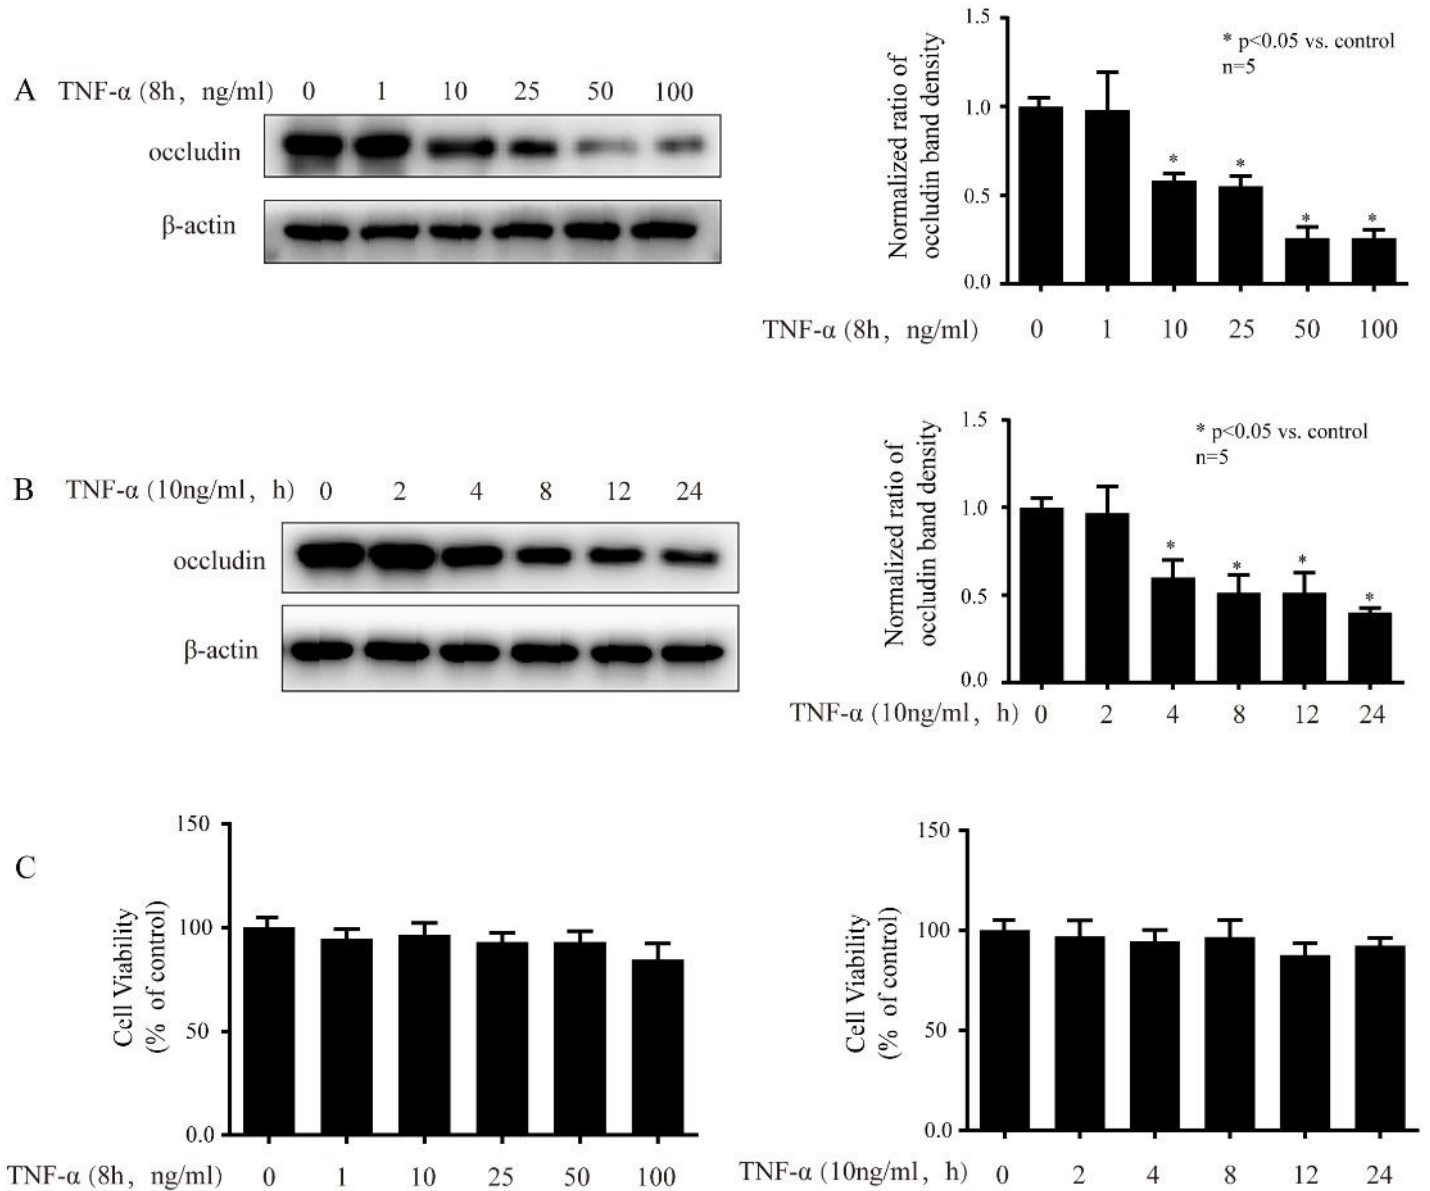 A TNF-α (8h, ng/ml) 0 1 10 25 50 100
occludin
β-actin
Normalized ratio of
occludin band density
1.5
1.0
0.5
0.0
* p<0.05 vs. control
n=5
* * * *
TNF-α (8h, ng/ml) 0 1 10 25 50 100
B TNF-α (10ng/ml, h) 0 2 4 8 12 24
occludin
β-actin
Normalized ratio of
occludin band density
1.5
1.0
0.5
0.0
* p<0.05 vs. control
n=5
* * * *
TNF-α (10ng/ml, h) 0 2 4 8 12 24
C
Cell Viability
(% of control)
150
100
50
0.0
TNF-α (8h, ng/ml) 0 1 10 25 50 100
Cell Viability
(% of control)
150
100
50
0.0
TNF-α (10ng/ml, h) 0 2 4 8 12 24